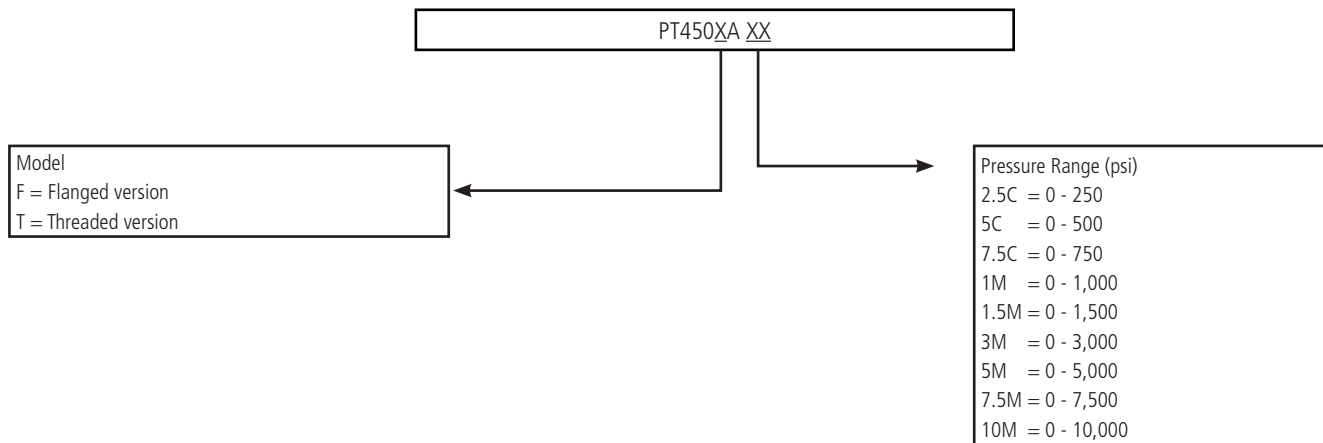 PT450XA XX
Model
F = Flanged version
T = Threaded version
Pressure Range (psi)
2.5C = 0 - 250
5C = 0 - 500
7.5C = 0 - 750
1M = 0 - 1,000
1.5M = 0 - 1,500
3M = 0 - 3,000
5M = 0 - 5,000
7.5M = 0 - 7,500
10M = 0 - 10,000